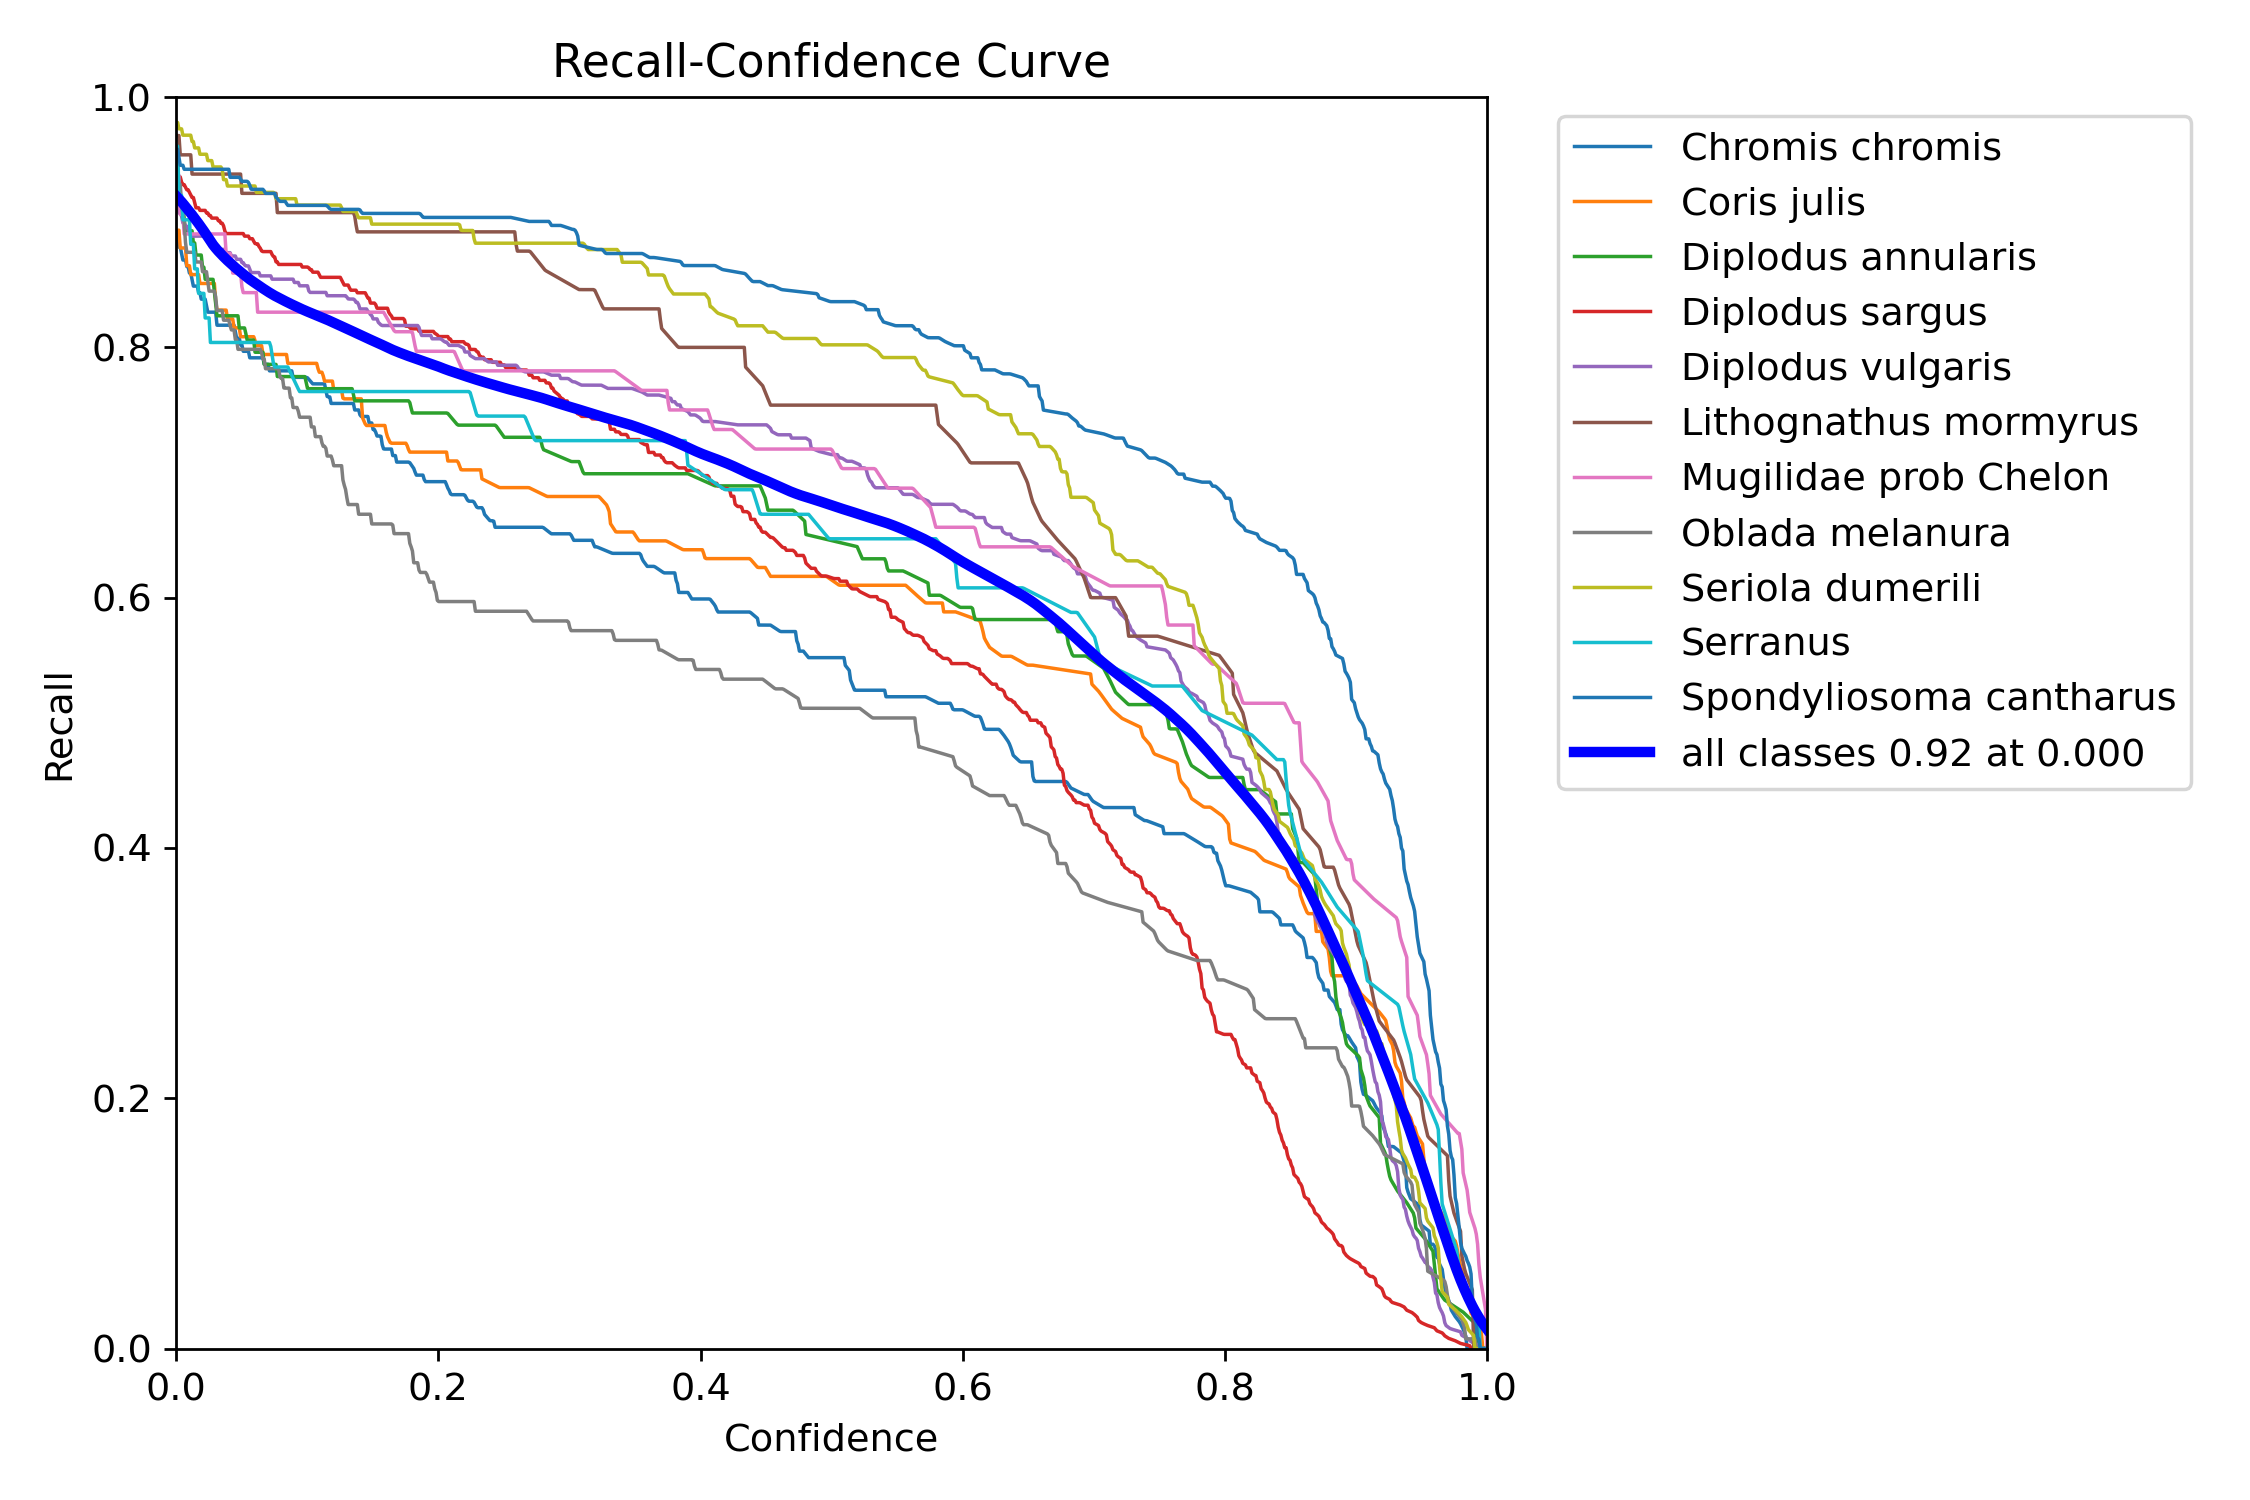 Recall-Confidence Curve
1.0
0.8
0.6
0.4
0.2
0.0
Recall
0.0 0.2 0.4 0.6 0.8 1.0
Confidence
Chromis chromis
Coris julis
Diplodus annularis
Diplodus sargus
Diplodus vulgaris
Lithognathus mormyrus
Mugilidae prob Chelon
Oblada melanura
Seriola dumerili
Serranus
Spondyliosoma cantharus
all classes 0.92 at 0.000